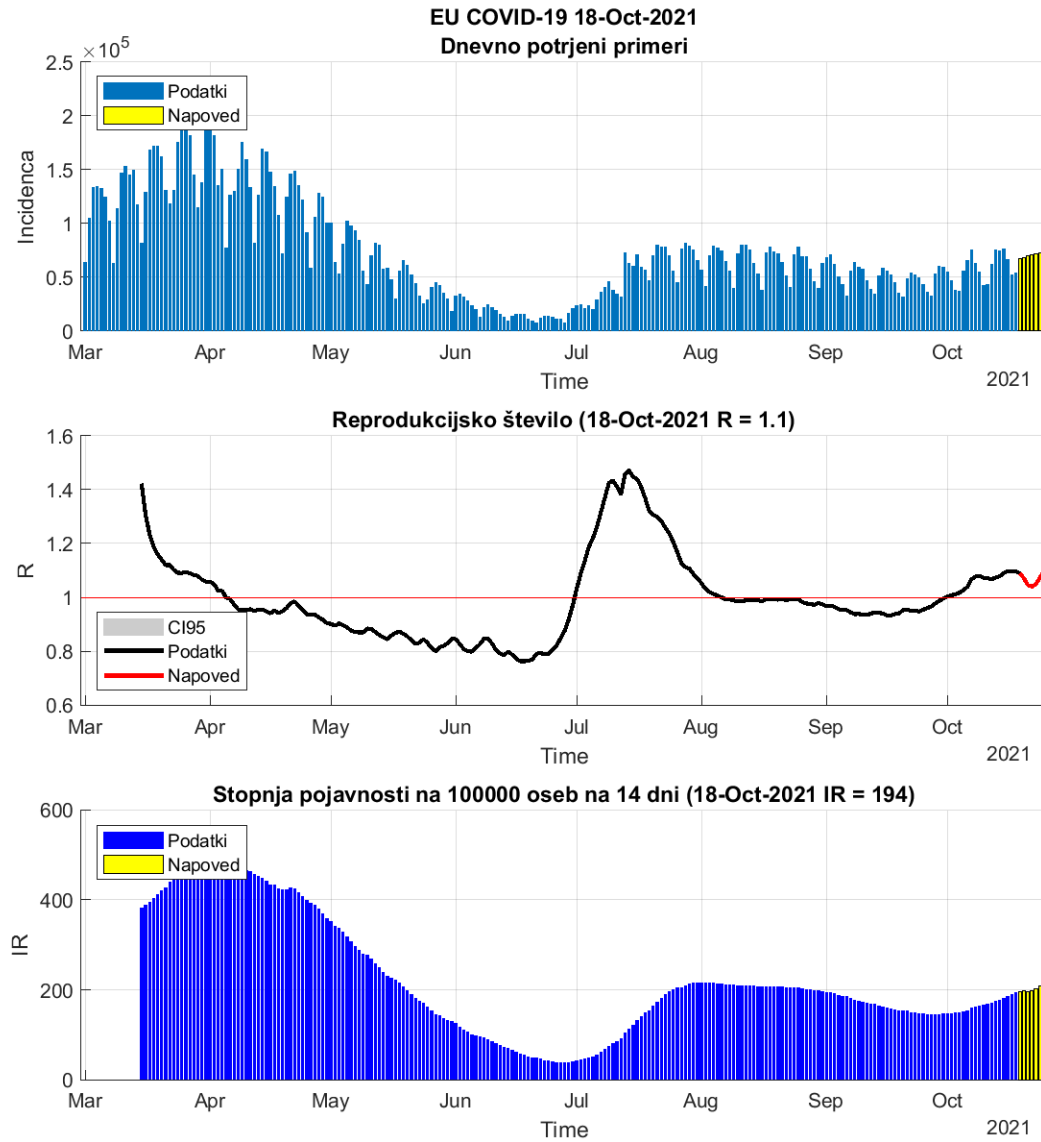 EU COVID-19 18-Oct-2021
Dnevno potrjeni primeri
×10^5
2.5
2
1.5
1
0.5
0
Incidenca
Podatki
Napoved
Mar Apr May Jun Jul Aug Sep Oct
Time
2021
Reprodukcijsko število (18-Oct-2021 R = 1.1)
1.6
1.4
1.2
1
0.8
0.6
R
CI95
Podatki
Napoved
Mar Apr May Jun Jul Aug Sep Oct
Time
2021
Stopnja pojavnosti na 100000 oseb na 14 dni (18-Oct-2021 IR = 194)
600
400
200
0
IR
Podatki
Napoved
Mar Apr May Jun Jul Aug Sep Oct
Time
2021